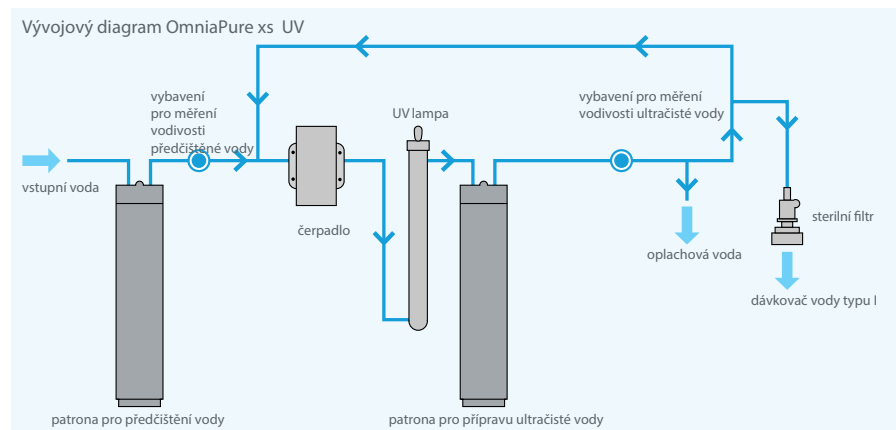 Vývojový diagram OmniaPure xs UV
vybavení
pro měření
vodivosti
předčištěné vody
UV lampa
vybavení pro měření
vodivosti ultračisté vody
vstupní voda
čerpadlo
sterilní filtr
oplachová voda
dávkovač vody typu I
patrona pro předčištění vody
patrona pro přípravu ultračisté vody